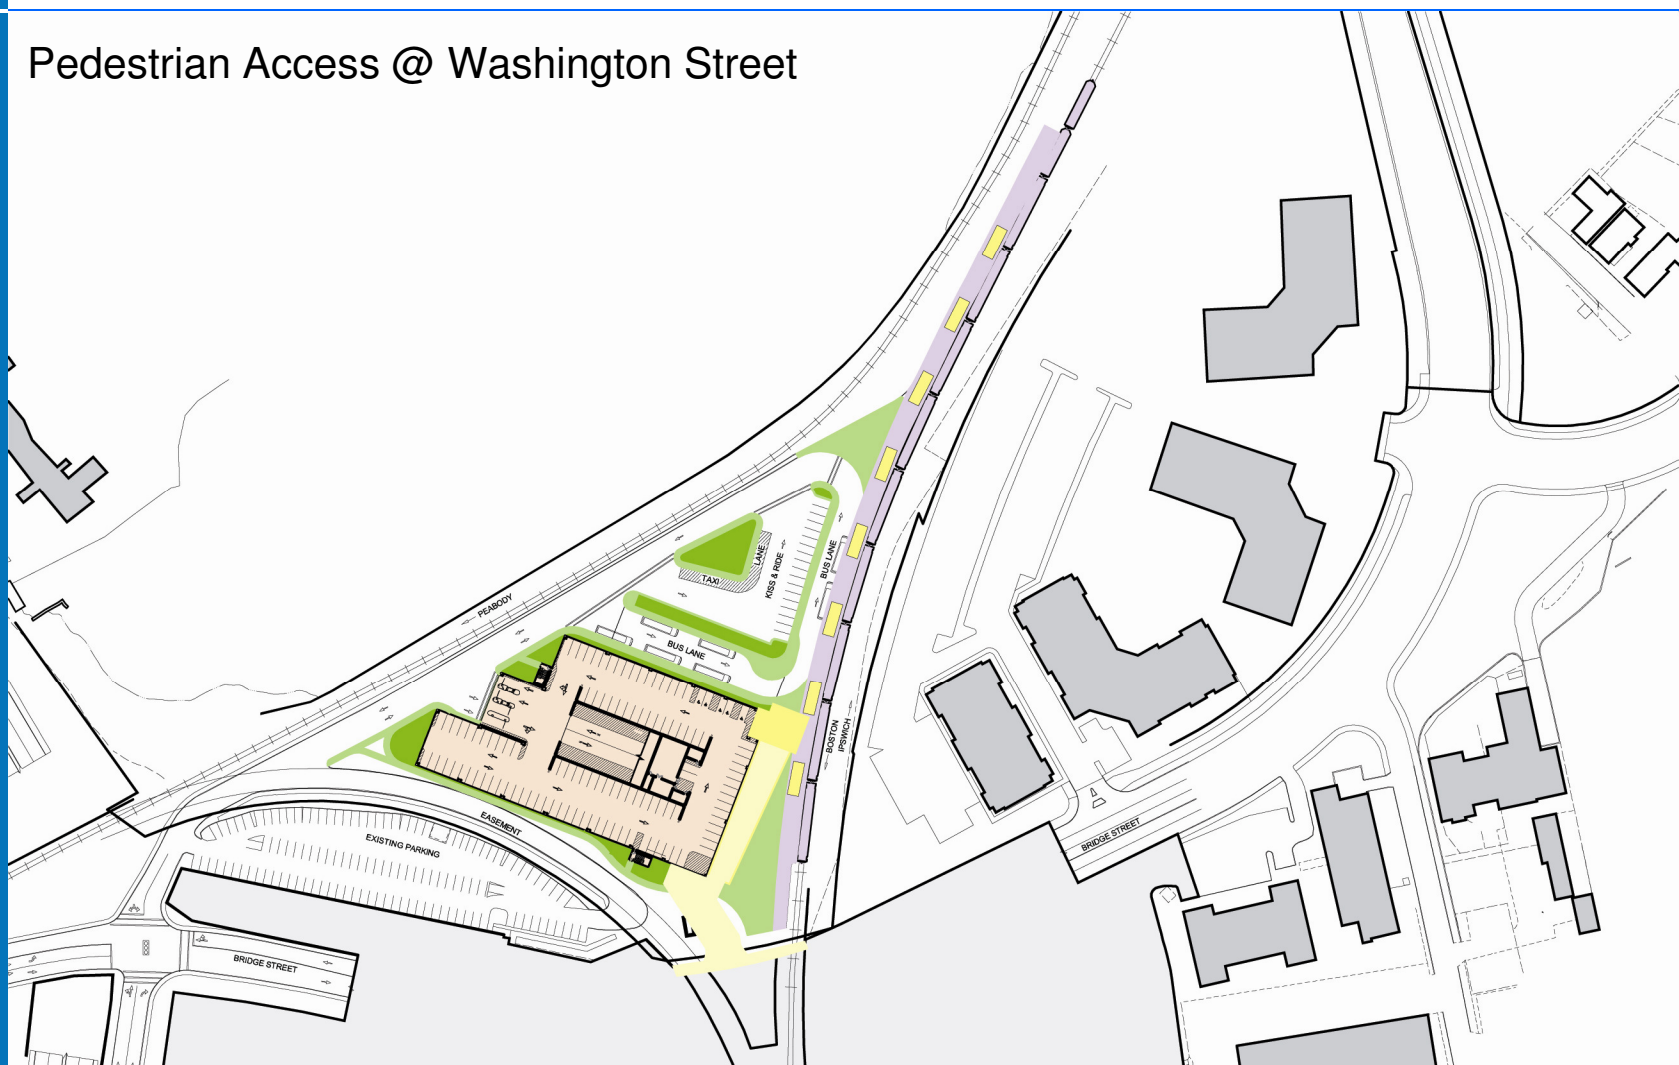 Pedestrian Access @ Washington Street
PEABODY
TAXI
LANE
KISS & RIDE
BUS LANE
BUS LANE
BOSTON
IPSWICH
EASEMENT
EXISTING PARKING
BRIDGE STREET
BRIDGE STREET